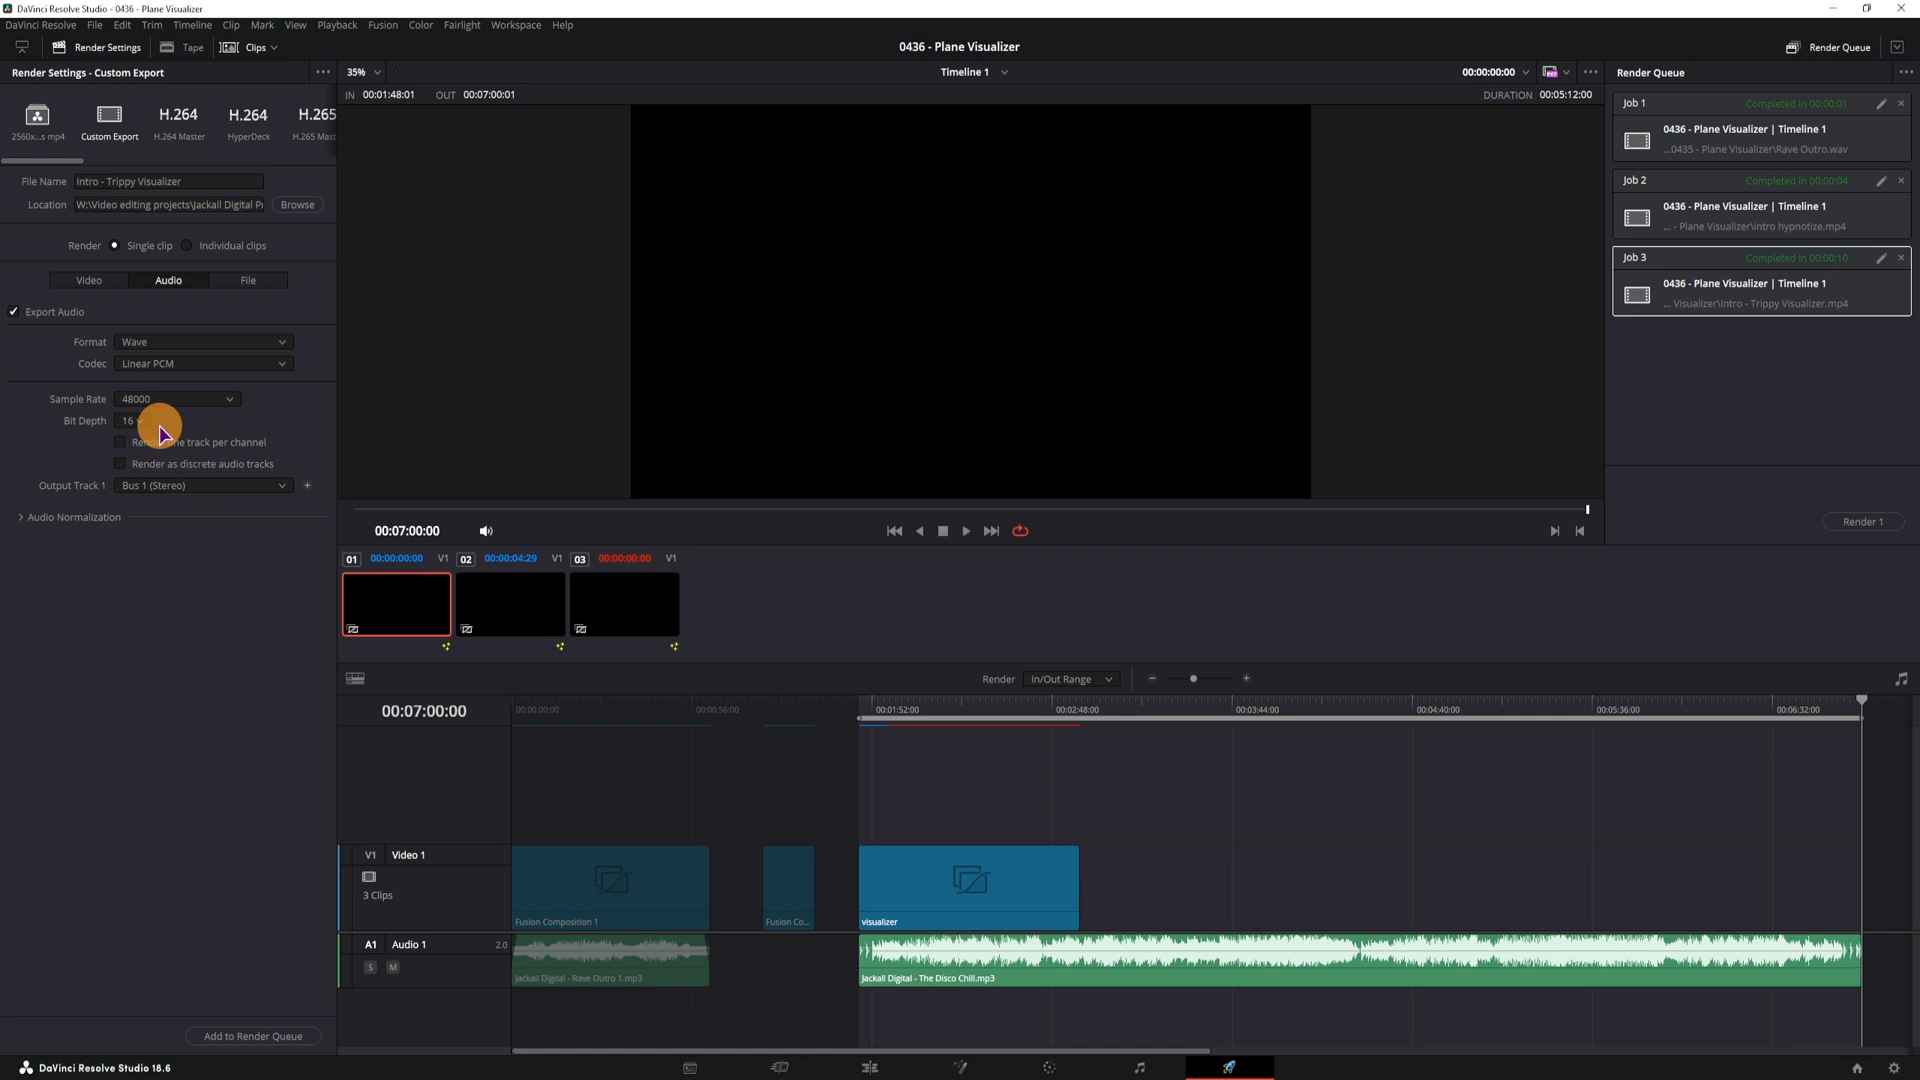 DaVinci Resolve Studio - 0436 - Plane Visualizer
DaVinci Resolve File Edit Trim Timeline Clip Mark View Playback Fusion Color Fairlight Workspace Help
Render Settings Tape Clips 0436 - Plane Visualizer Render Queue
Render Settings - Custom Export 35% Timeline 1 00:00:00:00 Render Queue
IN 00:01:48:01 OUT 00:07:00:01 DURATION 00:05:12:00
H.264 H.264 H.265
2560x...s mp4 Custom Export H.264 Master HyperDeck H.265 Mast
Job 1 Completed in 00:00:01
0436 - Plane Visualizer | Timeline 1
...0435 - Plane Visualizer\Rave Outro.wav
Job 2 Completed in 00:00:04
0436 - Plane Visualizer | Timeline 1
... - Plane Visualizer\intro hypnotize.mp4
Job 3 Completed in 00:00:10
0436 - Plane Visualizer | Timeline 1
... Visualizer\Intro - Trippy Visualizer.mp4
File Name Intro - Trippy Visualizer
Location W:\Video editing projects\Jackall Digital Pr Browse
Render Single clip Individual clips
Video Audio File
Export Audio
Format Wave
Codec Linear PCM
Sample Rate 48000
Bit Depth 16
track per channel
Render as discrete audio tracks
Output Track 1 Bus 1 (Stereo)
Audio Normalization
Render 1
00:07:00:00
01 00:00:00:00 V1 02 00:00:04:29 V1 03 00:00:00:00 V1
Render In/Out Range
00:07:00:00 00:00:00:00 00:00:56:00 00:01:52:00 00:02:48:00 00:03:44:00 00:04:40:00 00:05:36:00 00:06:32:00
V1 Video 1
3 Clips
Fusion Composition 1 Fusion Co... visualizer
A1 Audio 1 2.0
S M
Jackall Digital - Rave Outro 1.mp3 Jackall Digital - The Disco Chill.mp3
Add to Render Queue
DaVinci Resolve Studio 18.6